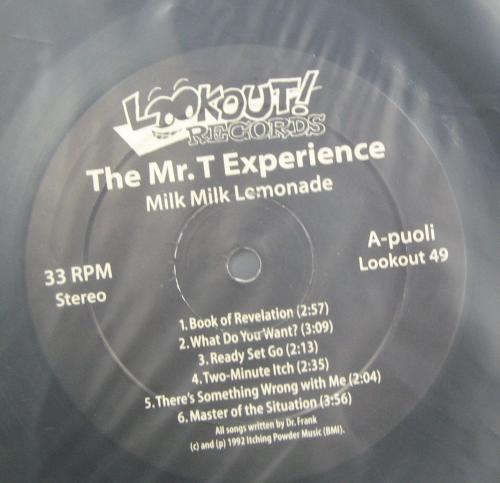 LOOKOUT!
RECORDS
The Mr. T Experience
Milk Milk Lemonade
33 RPM
Stereo
A-puoli
Lookout 49
1. Book of Revelation (2:57)
2. What Do You Want? (3:09)
3. Ready Set Go (2:13)
4. Two-Minute Itch (2:35)
5. There's Something Wrong with Me (2:04)
6. Master of the Situation (3:56)
All songs written by Dr. Frank
(c) and (p) 1992 Itching Powder Music (BMI).